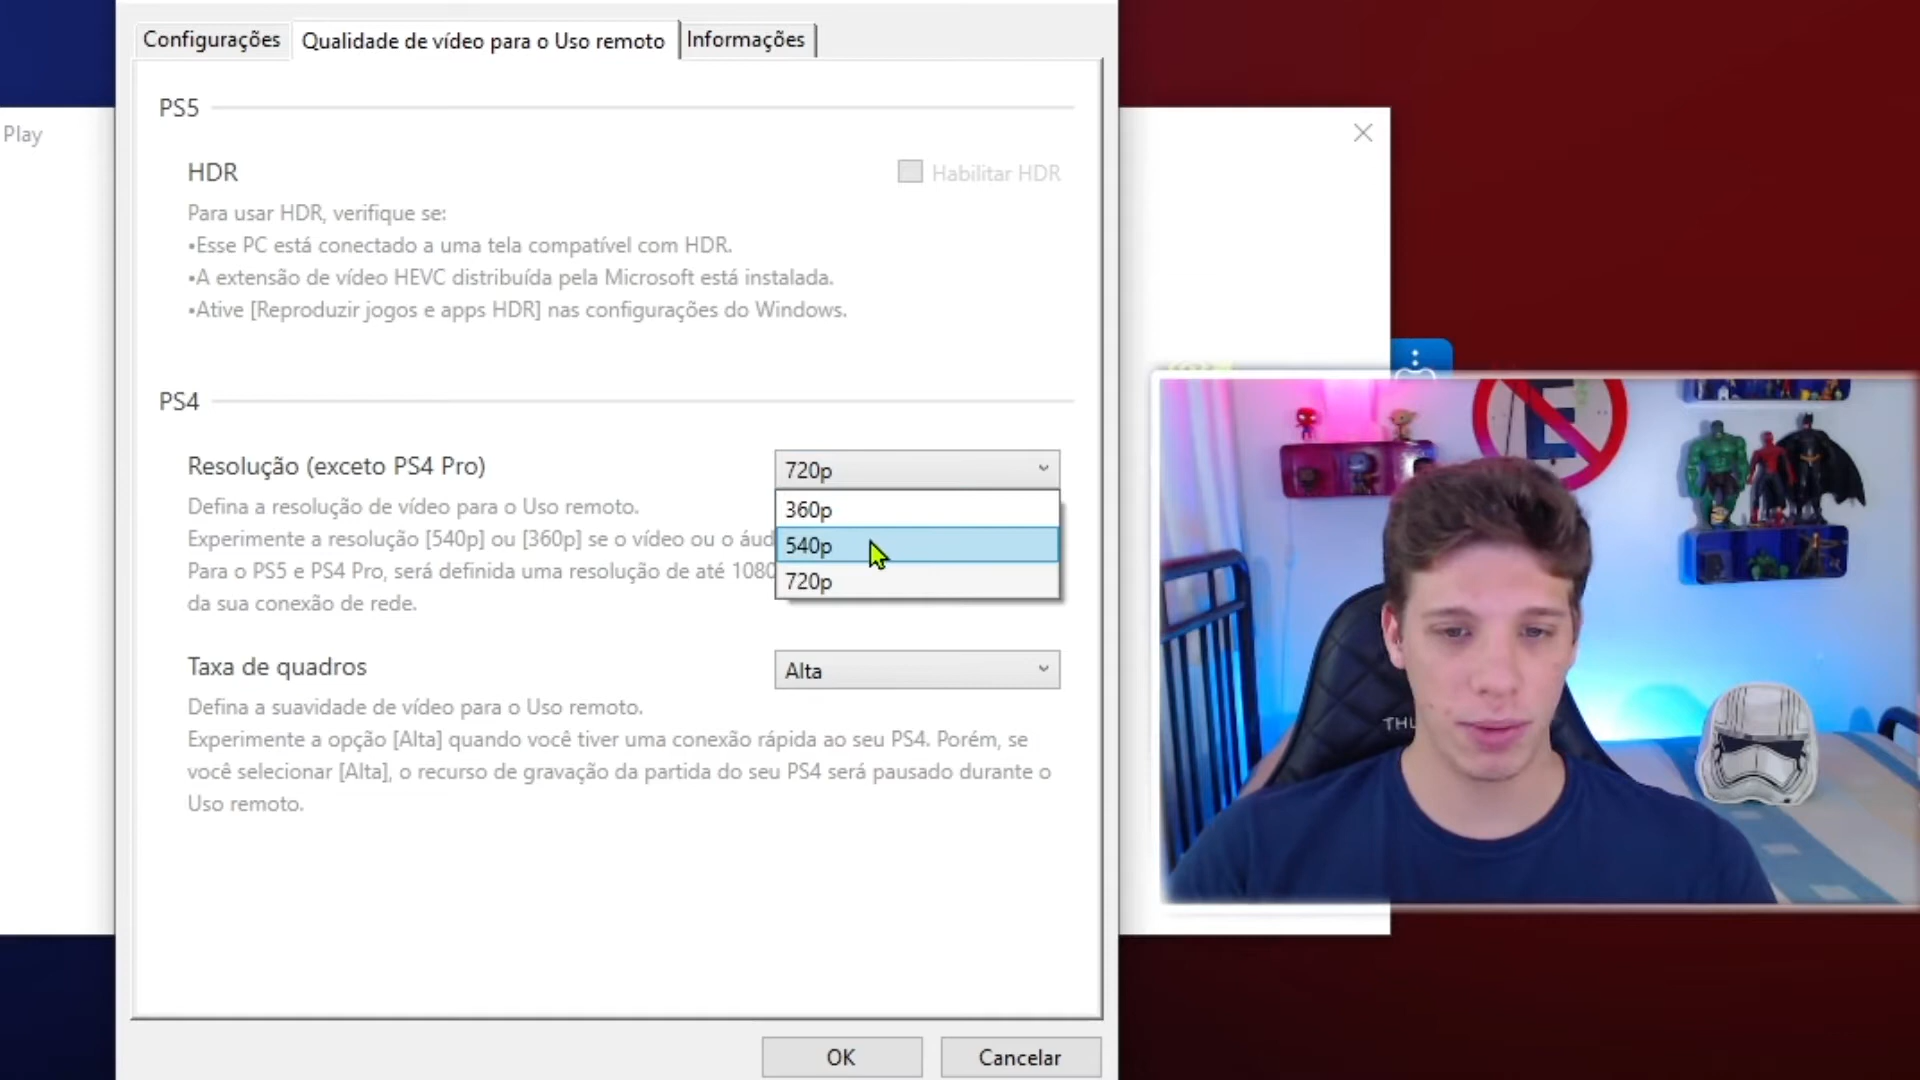 Configurações
Qualidade de vídeo para o Uso remoto
Informações
Play
PS5
HDR
Habilitar HDR
Para usar HDR, verifique se:
•Esse PC está conectado a uma tela compatível com HDR.
•A extensão de vídeo HEVC distribuída pela Microsoft está instalada.
•Ative [Reproduzir jogos e apps HDR] nas configurações do Windows.
PS4
Resolução (exceto PS4 Pro)
720p
360p
540p
720p
Defina a resolução de vídeo para o Uso remoto.
Experimente a resolução [540p] ou [360p] se o vídeo ou o áud
Para o PS5 e PS4 Pro, será definida uma resolução de até 1080
da sua conexão de rede.
Taxa de quadros
Alta
Defina a suavidade de vídeo para o Uso remoto.
Experimente a opção [Alta] quando você tiver uma conexão rápida ao seu PS4. Porém, se
você selecionar [Alta], o recurso de gravação da partida do seu PS4 será pausado durante o
Uso remoto.
E
THU
OK
Cancelar